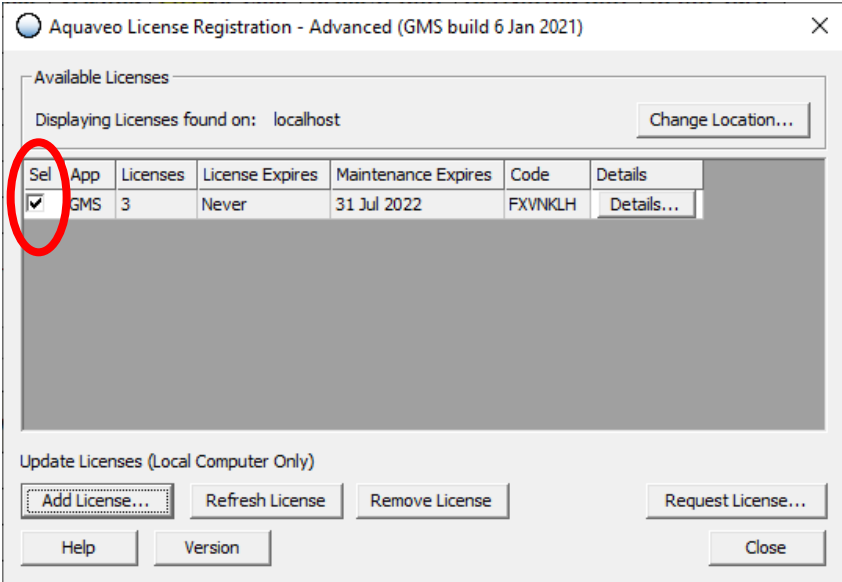 Aquaveo License Registration - Advanced (GMS build 6 Jan 2021)
Available Licenses
Displaying Licenses found on: localhost
Change Location...
Sel App Licenses License Expires Maintenance Expires Code Details
GMS 3 Never 31 Jul 2022 FXVNKLH Details...
Update Licenses (Local Computer Only)
Add License... Refresh License Remove License Request License...
Help Version Close